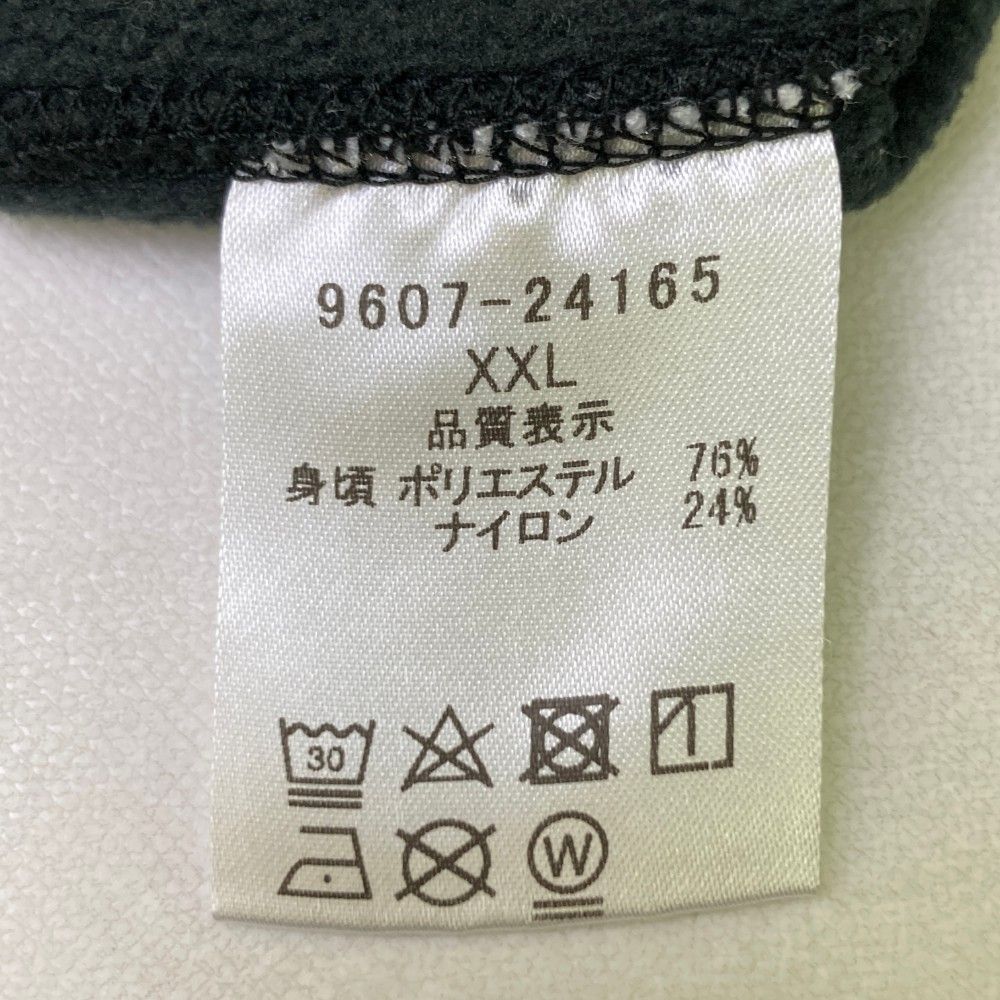 9607-24165
XXL
品質表示
身頃 ポリエステル 76%
ナイロン 24%
30
W